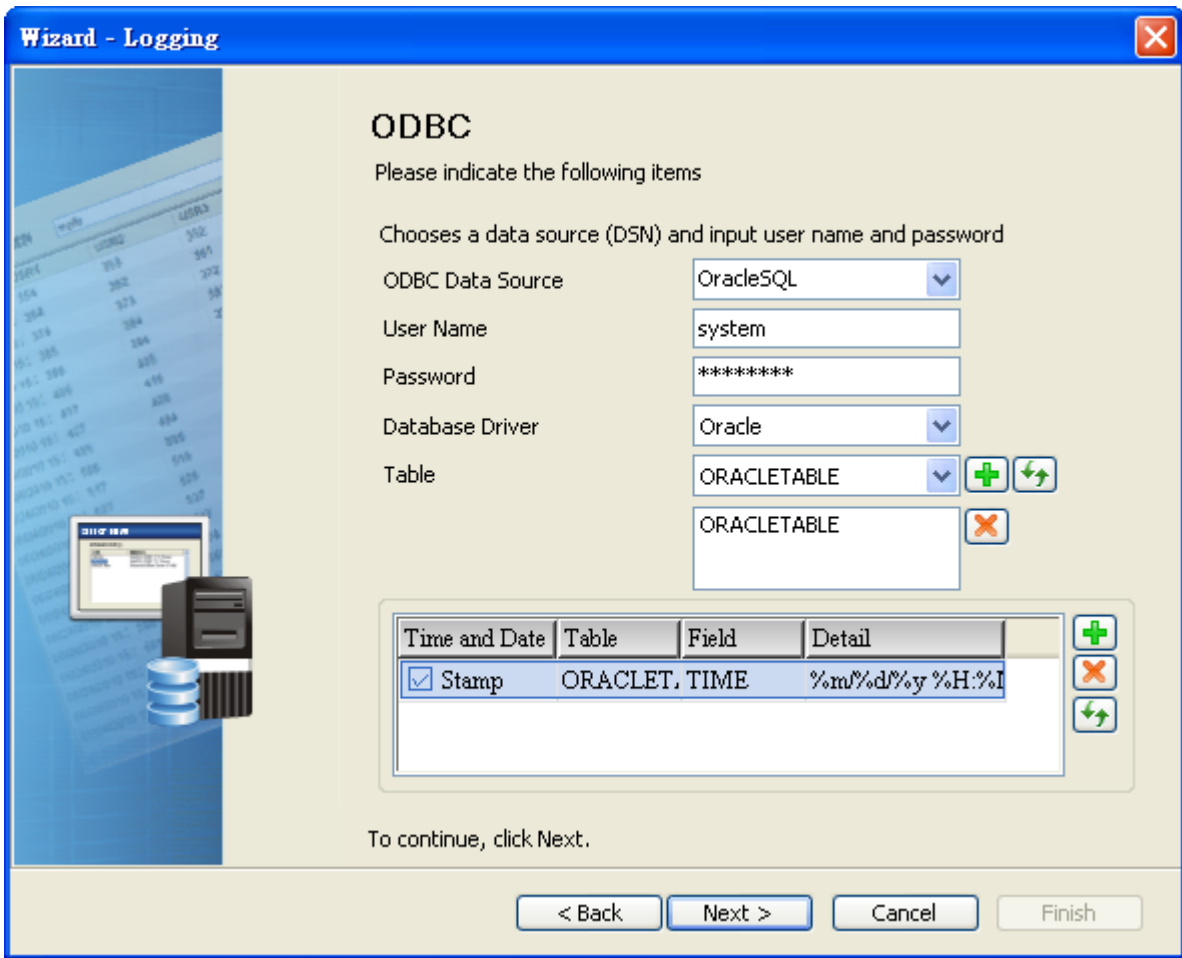 Wizard - Logging
ODBC
Please indicate the following items
Chooses a data source (DSN) and input user name and password
ODBC Data Source OracleSQL
User Name system
Password ********
Database Driver Oracle
Table ORACLETABLE
ORACLETABLE
Time and Date Table Field Detail
Stamp ORACLET. TIME %m/%d/%y %H:%I
To continue, click Next.
< Back Next > Cancel Finish